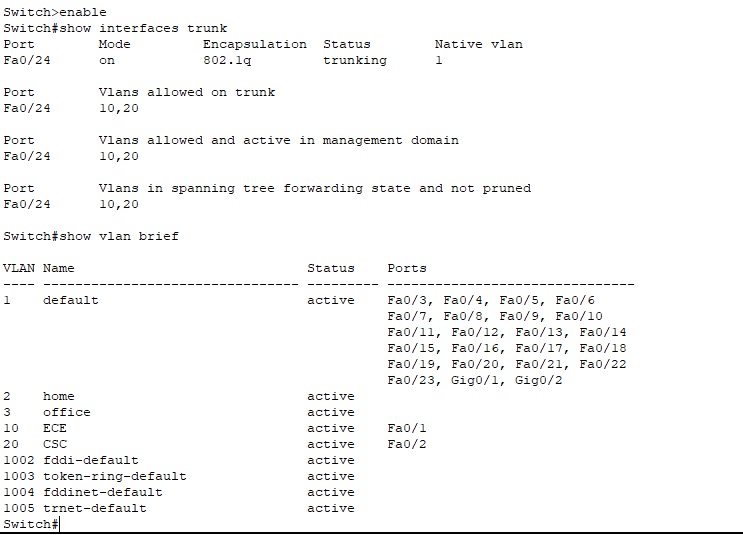 Switch>enable
Switch#show interfaces trunk
Port        Mode         Encapsulation  Status        Native vlan
Fa0/24      on           802.1q         trunking      1

Port        Vlans allowed on trunk
Fa0/24      10,20

Port        Vlans allowed and active in management domain
Fa0/24      10,20

Port        Vlans in spanning tree forwarding state and not pruned
Fa0/24      10,20

Switch#show vlan brief

VLAN Name                             Status    Ports
---- -------------------------------- --------- -------------------------------
1    default                          active    Fa0/3, Fa0/4, Fa0/5, Fa0/6
                                                Fa0/7, Fa0/8, Fa0/9, Fa0/10
                                                Fa0/11, Fa0/12, Fa0/13, Fa0/14
                                                Fa0/15, Fa0/16, Fa0/17, Fa0/18
                                                Fa0/19, Fa0/20, Fa0/21, Fa0/22
                                                Fa0/23, Gig0/1, Gig0/2
2    home                             active
3    office                           active
10   ECE                              active    Fa0/1
20   CSC                              active    Fa0/2
1002 fddi-default                     active
1003 token-ring-default               active
1004 fddinet-default                  active
1005 trnet-default                    active
Switch#